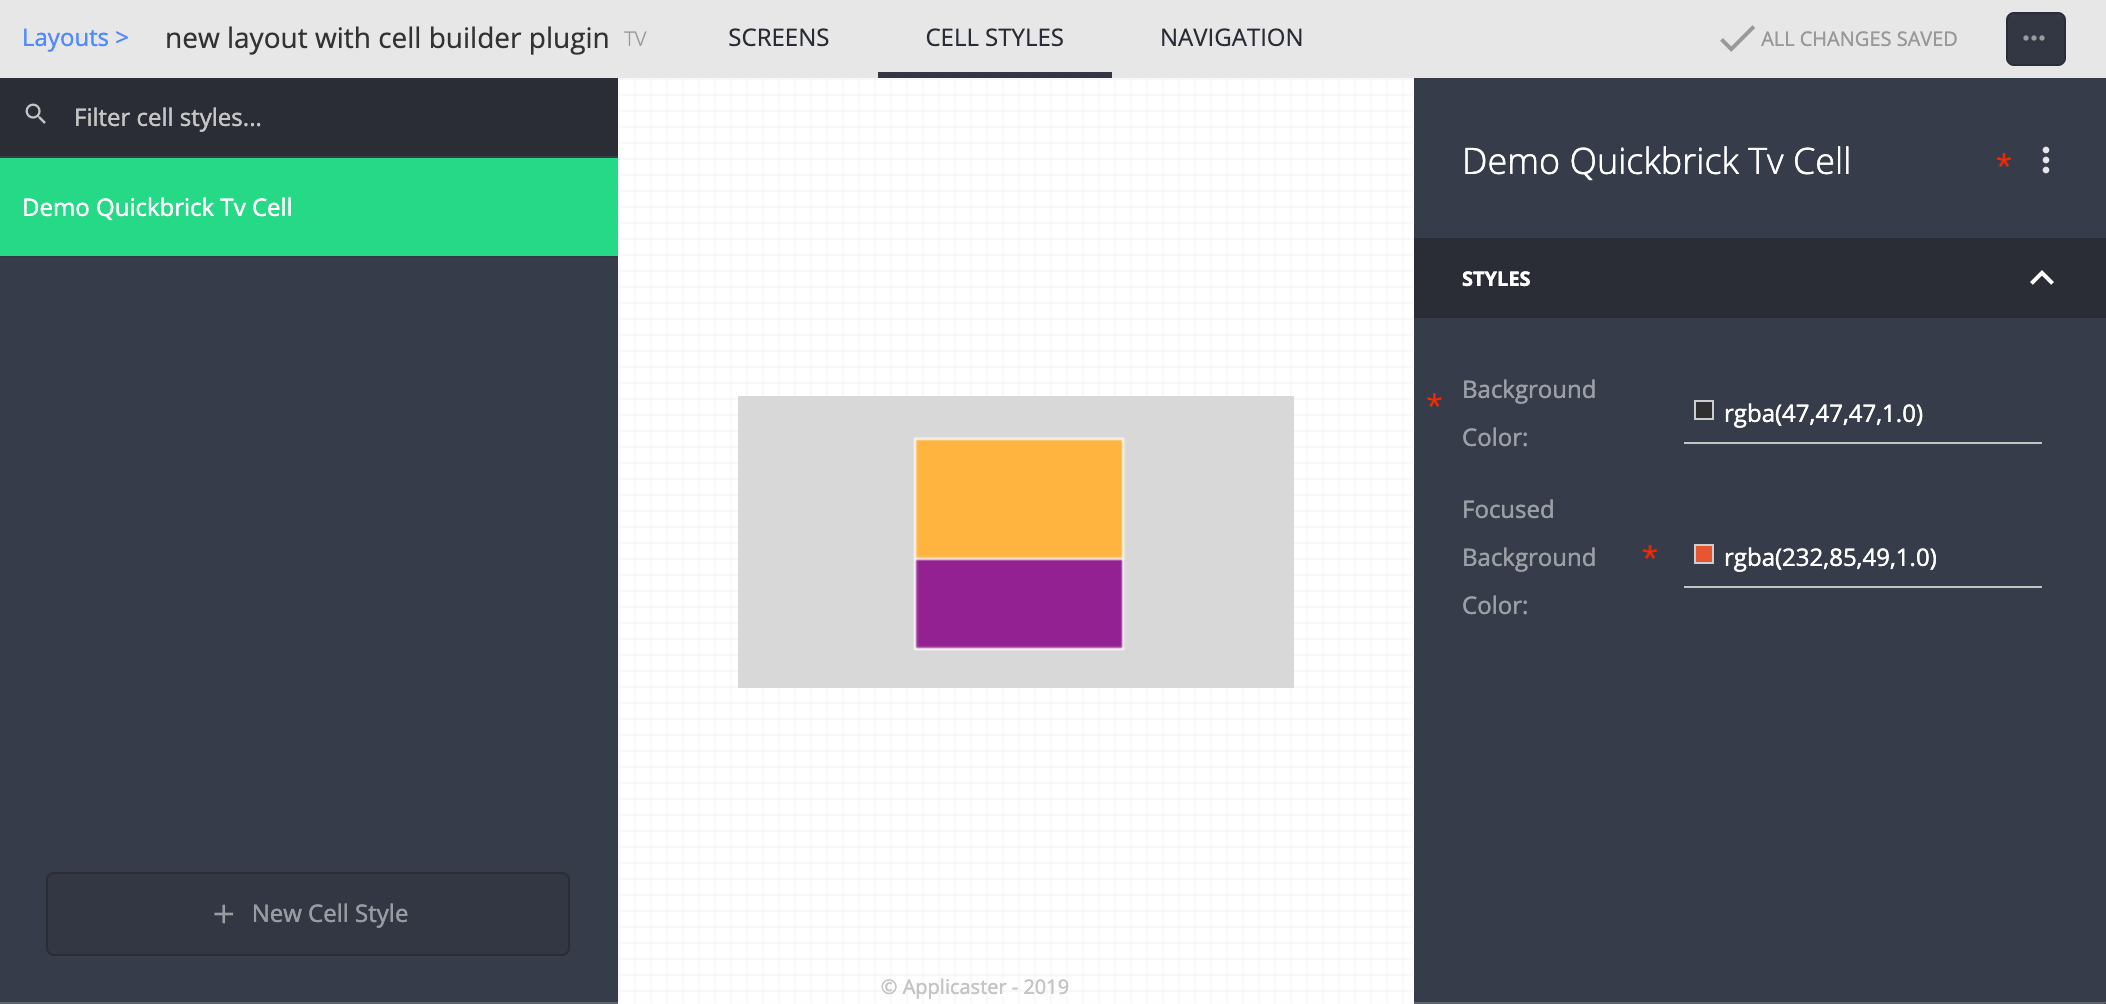 Layouts > new layout with cell builder plugin TV SCREENS CELL STYLES NAVIGATION ALL CHANGES SAVED
Filter cell styles...
Demo Quickbrick Tv Cell
+ New Cell Style
© Applicaster - 2019
Demo Quickbrick Tv Cell *
STYLES
* Background
Color:
rgba(47,47,47,1.0)
Focused
Background *
Color:
rgba(232,85,49,1.0)